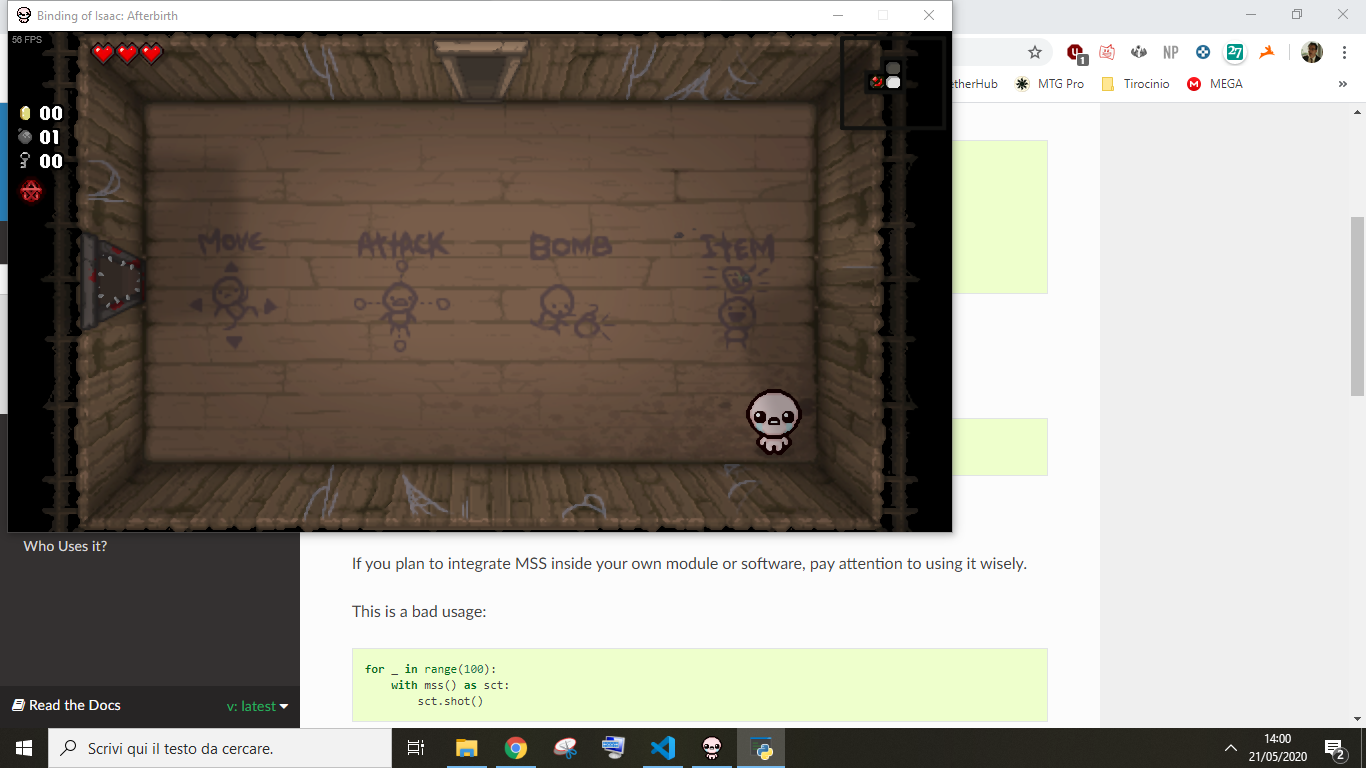 Binding of Isaac: Afterbirth
56 FPS
00
01
00
MOVE
ATTACK
BOMB
ITEM
1
NP
27
etherHub
MTG Pro
Tirocinio
M
MEGA
»
Who Uses it?
If you plan to integrate MSS inside your own module or software, pay attention to using it wisely.
This is a bad usage:
for _ in range(100):
with mss() as sct:
sct.shot()
Read the Docs
v: latest
Scrivi qui il testo da cercare.
14:00
21/05/2020
2